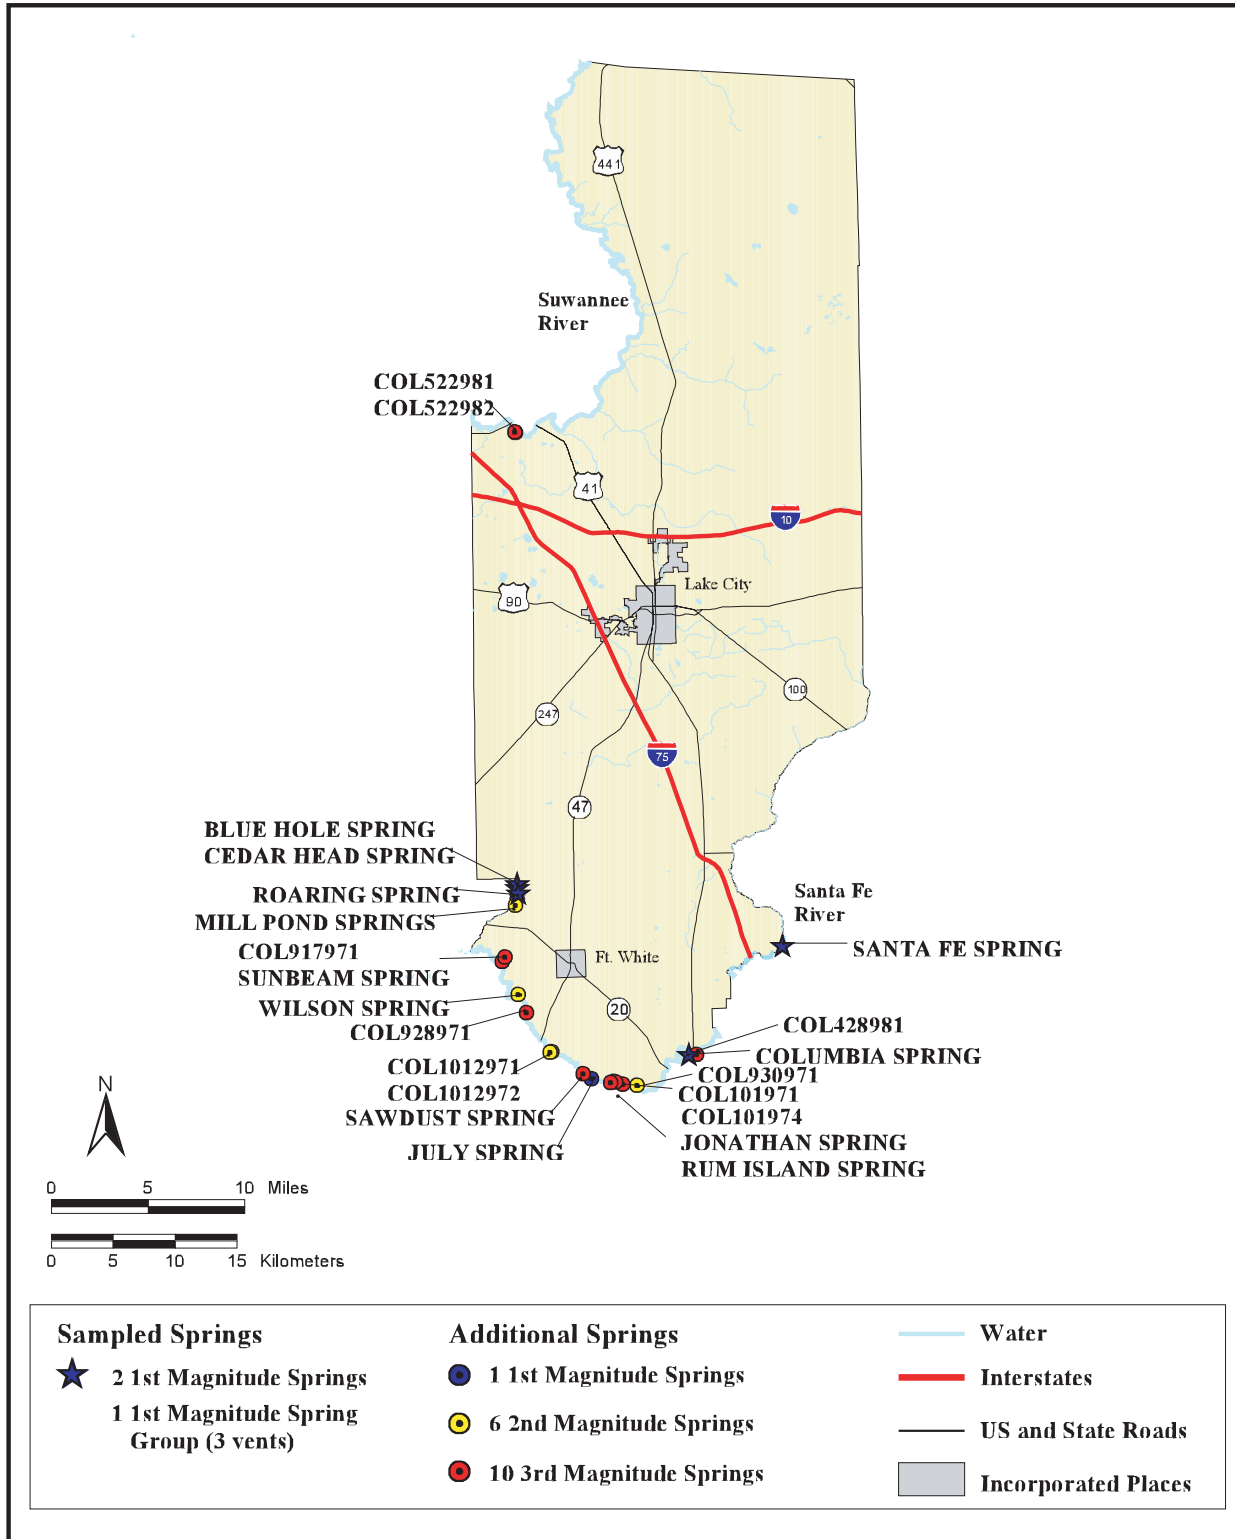 441
Suwannee
River
COL522981
COL522982
41
10
Lake City
90
100
247
75
47
BLUE HOLE SPRING
CEDAR HEAD SPRING
ROARING SPRING
MILL POND SPRINGS
Santa Fe
River
SANTA FE SPRING
COL917971
SUNBEAM SPRING
Ft. White
WILSON SPRING
COL928971
20
COL428981
COLUMBIA SPRING
COL1012971
COL1012972
COL930971
COL101971
COL101974
SAWDUST SPRING
JULY SPRING
JONATHAN SPRING
RUM ISLAND SPRING
N
0 5 10 Miles
0 5 10 15 Kilometers
Sampled Springs
2 1st Magnitude Springs
1 1st Magnitude Spring
Group (3 vents)
Additional Springs
1 1st Magnitude Springs
6 2nd Magnitude Springs
10 3rd Magnitude Springs
Water
Interstates
US and State Roads
Incorporated Places